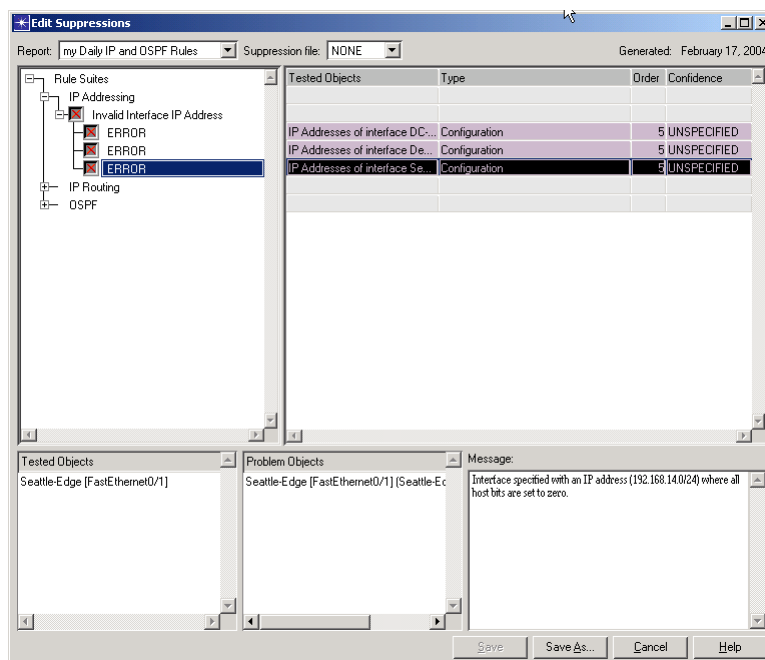 Edit Suppressions
Report: my Daily IP and OSPF Rules Suppression file: NONE Generated: February 17, 2004
Rule Suites
IP Addressing
Invalid Interface IP Address
ERROR
ERROR
ERROR
IP Routing
OSPF
Tested Objects Type Order Confidence
IP Addresses of interface DC-... Configuration 5 UNSPECIFIED
IP Addresses of interface De... Configuration 5 UNSPECIFIED
IP Addresses of interface Se... Configuration 5 UNSPECIFIED
Tested Objects
Seattle-Edge [FastEthernet0/1]
Problem Objects
Seattle-Edge [FastEthernet0/1] (Seattle-Ec
Message:
Interface specified with an IP address (192.168.14.0/24) where all
host bits are set to zero.
Save Save As... Cancel Help